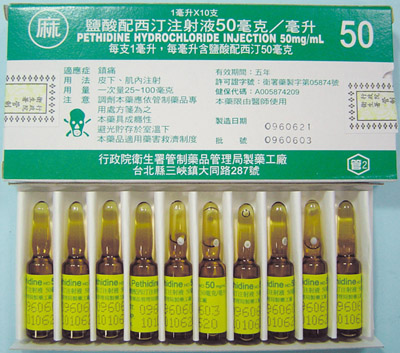 1毫升X10支
麻
鹽酸配西汀注射液50毫克/毫升
PETHIDINE HYDROCHLORIDE INJECTION 50mg/mL
每支1毫升,每毫升含鹽酸配西汀50毫克
50
適應症 鎮痛
用 法 皮下、肌內注射
用 量 一次量25~100毫克
注 意 調劑本藥應依管制藥品專
用處方箋為之
本藥具成癮性
避光貯存於室溫下
本藥品適用藥害救濟制度
有效期間:五年
許可證字號:衛署藥製字第05874號
健保代碼:A005874209
本藥限由醫師使用
製造日期 0960621
批 號 960603
行政院衛生署管制藥品管理局製藥工廠
台北縣三峽鎮大同路287號
管2
Pethidine